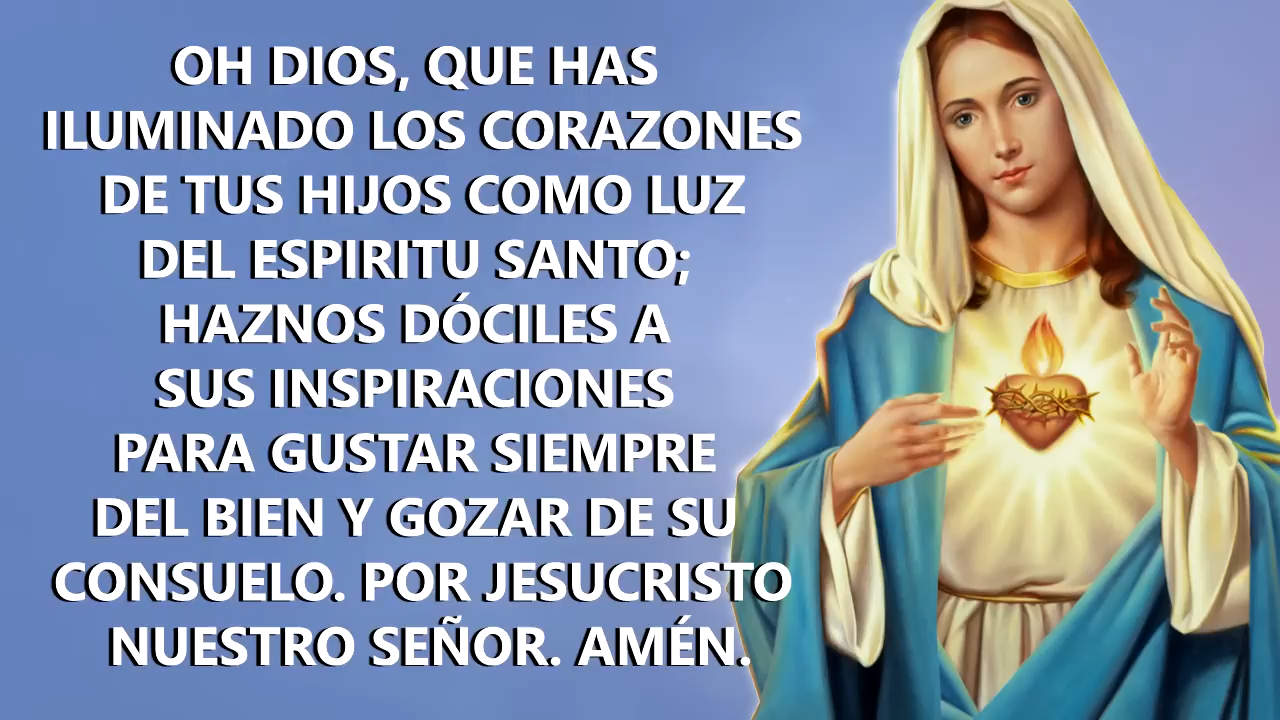 OH DIOS, QUE HAS
ILUMINADO LOS CORAZONES
DE TUS HIJOS COMO LUZ
DEL ESPIRITU SANTO;
HAZNOS DÓCILES A
SUS INSPIRACIONES
PARA GUSTAR SIEMPRE
DEL BIEN Y GOZAR DE SU
CONSUELO. POR JESUCRISTO
NUESTRO SEÑOR. AMÉN.